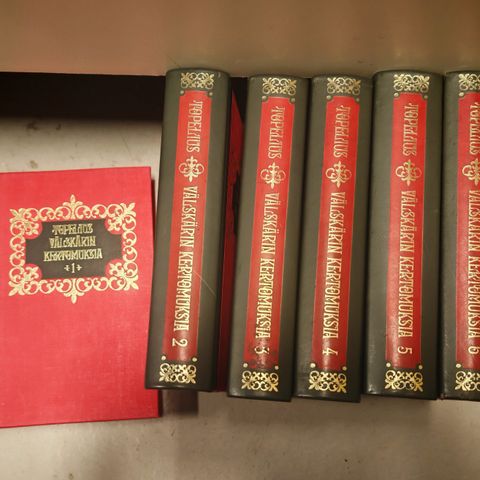 TOPELIUS
VÄLSKÄRIN
KERTOMUKSIA
1
TOPELIUS VÄLSKÄRIN KERTOMUKSIA 2
TOPELIUS VÄLSKÄRIN KERTOMUKSIA 3
TOPELIUS VÄLSKÄRIN KERTOMUKSIA 4
TOPELIUS VÄLSKÄRIN KERTOMUKSIA 5
TOPELIUS VÄLSKÄRIN KERTOMUKSIA 6